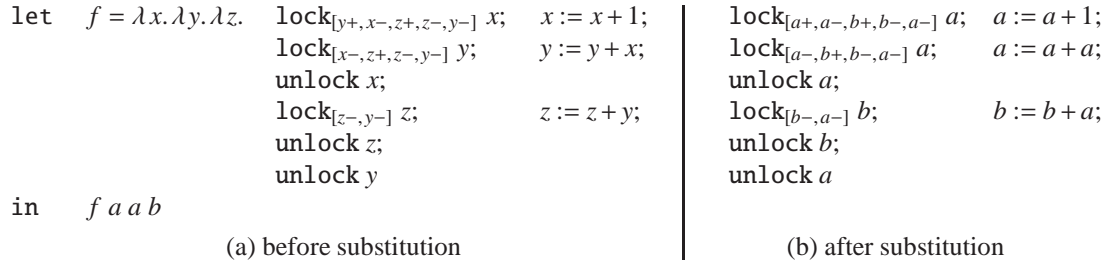 let f = λx.λy.λz. lock[y+,x−,z+,z−,y−] x; x := x+1; lock[a+,a−,b+,b−,a−] a; a := a+1;
lock[x−,z+,z−,y−] y; y := y+x; lock[a−,b+,b−,a−] a; a := a+a;
unlock x; unlock a;
lock[z−,y−] z; z := z+y; lock[b−,a−] b; b := b+a;
unlock z; unlock b;
unlock y unlock a
in f a a b
(a) before substitution (b) after substitution